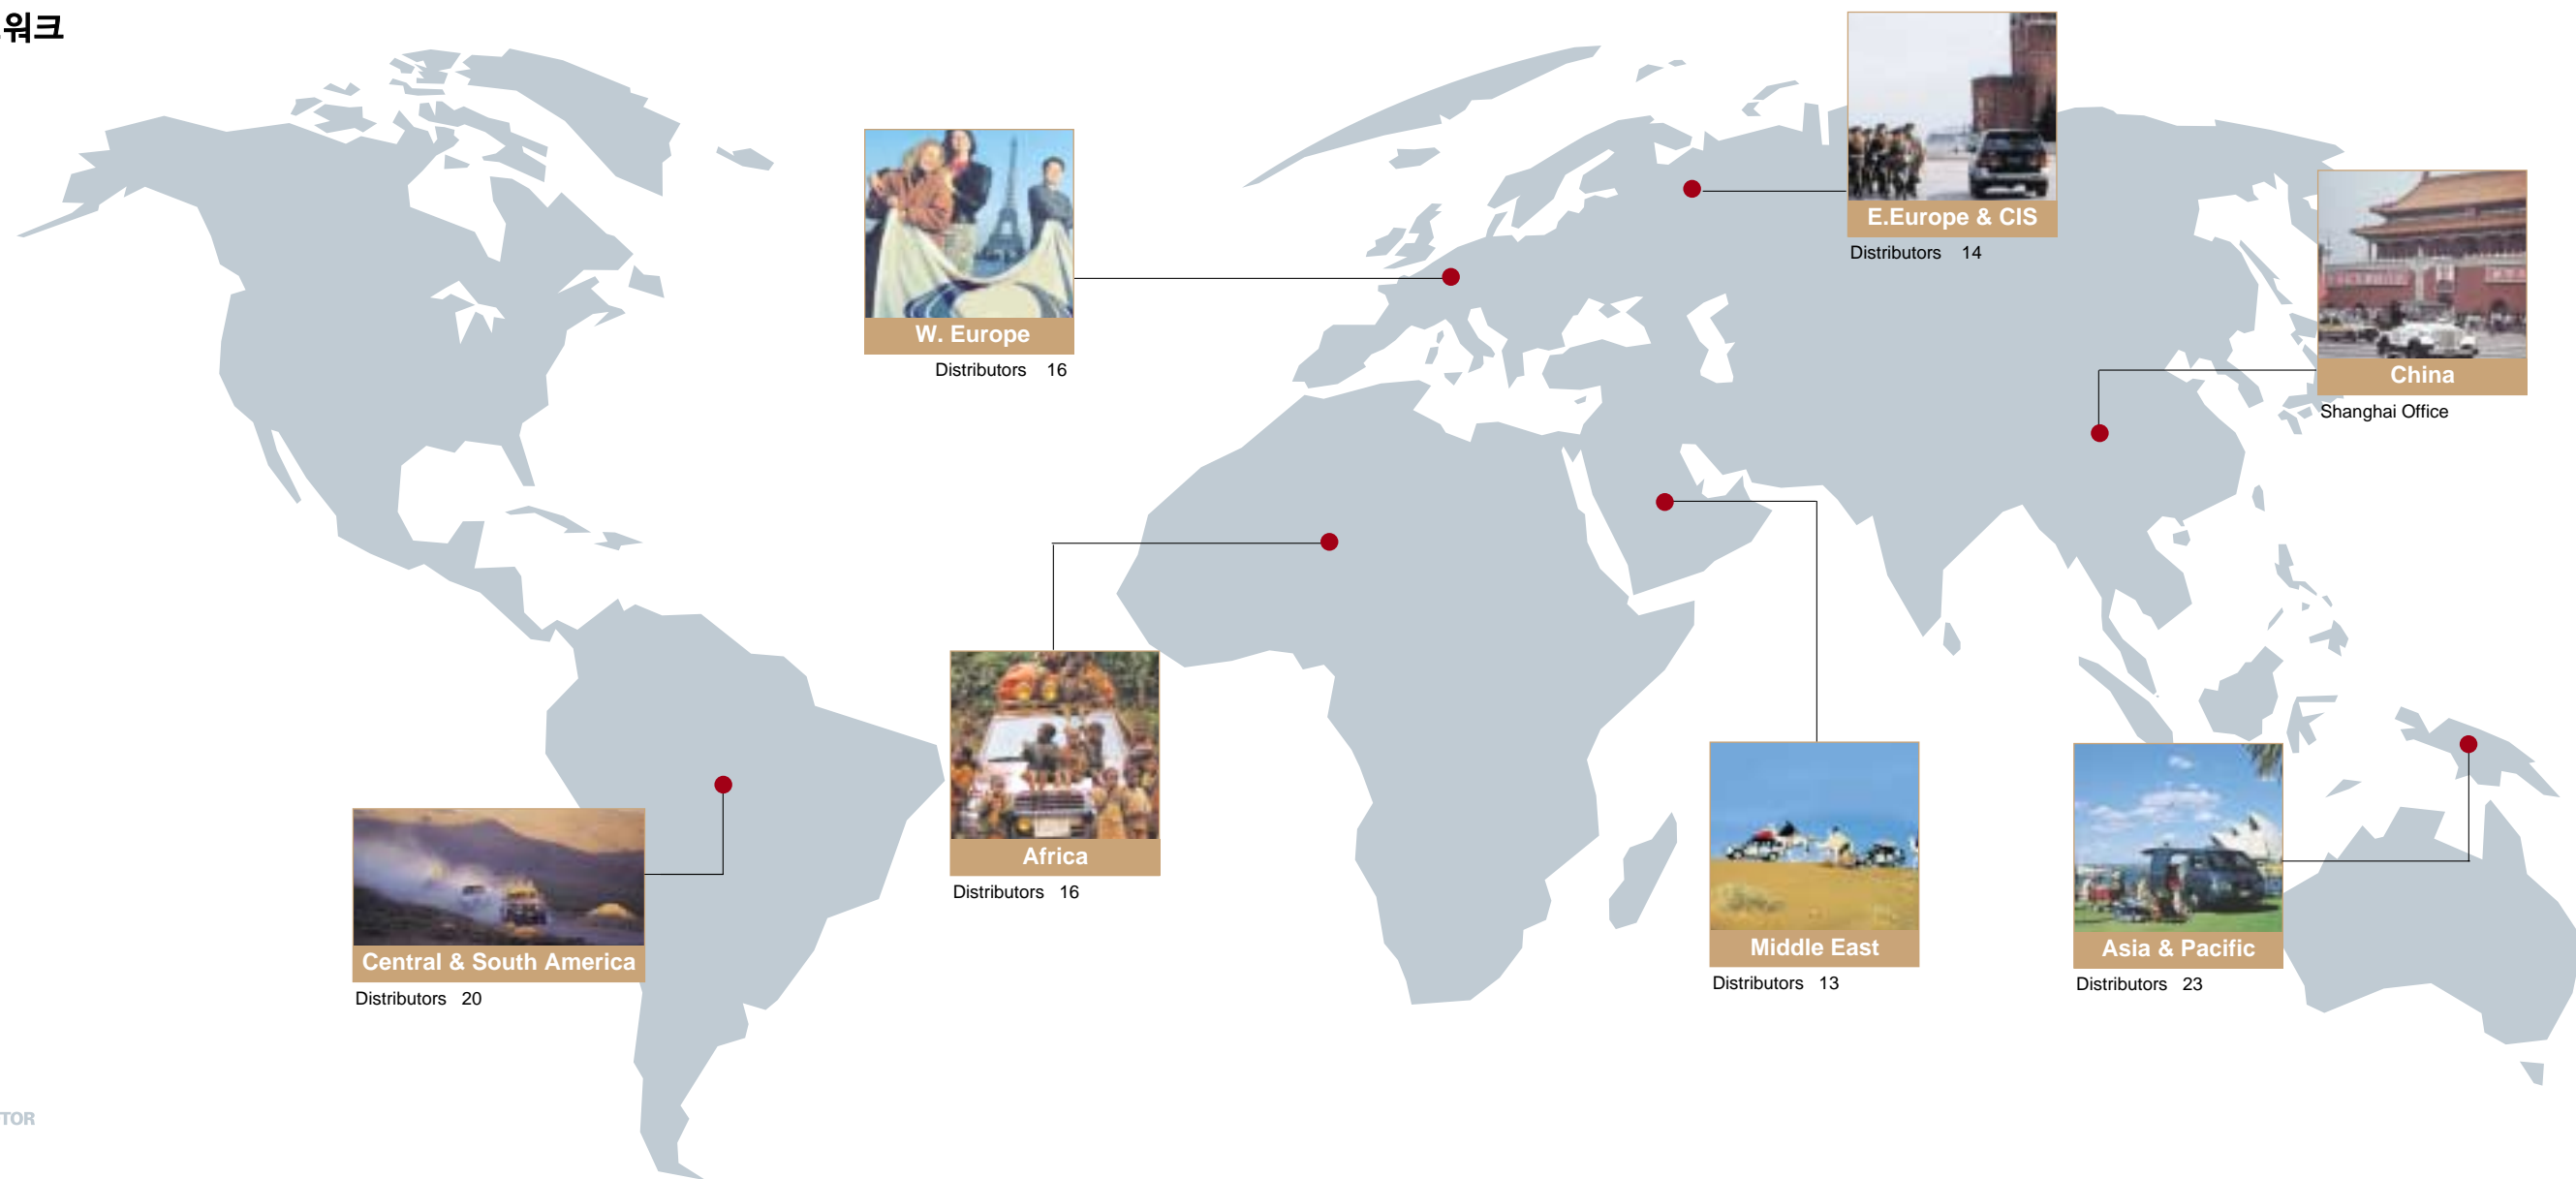 워크
E.Europe & CIS
Distributors 14
W. Europe
Distributors 16
China
Shanghai Office
Africa
Distributors 16
Central & South America
Distributors 20
Middle East
Distributors 13
Asia & Pacific
Distributors 23
TOR